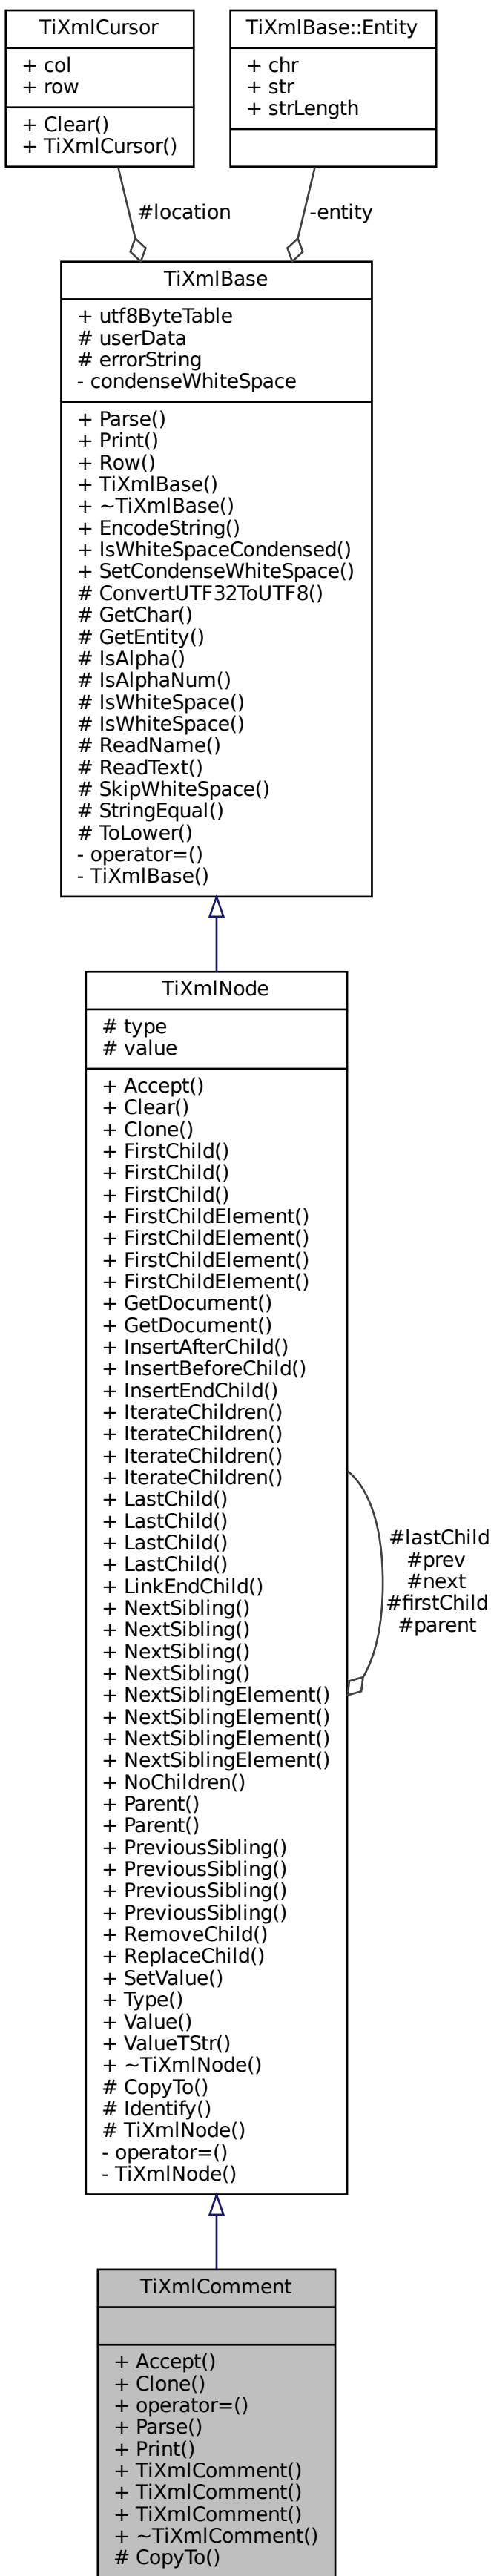 TiXmlCursor
+ col
+ row
+ Clear()
+ TiXmlCursor()
TiXmlBase::Entity
+ chr
+ str
+ strLength
#location
-entity
TiXmlBase
+ utf8ByteTable
# userData
# errorString
- condenseWhiteSpace
+ Parse()
+ Print()
+ Row()
+ TiXmlBase()
+ ~TiXmlBase()
+ EncodeString()
+ IsWhiteSpaceCondensed()
+ SetCondenseWhiteSpace()
# ConvertUTF32ToUTF8()
# GetChar()
# GetEntity()
# IsAlpha()
# IsAlphaNum()
# IsWhiteSpace()
# IsWhiteSpace()
# ReadName()
# ReadText()
# SkipWhiteSpace()
# StringEqual()
# ToLower()
- operator=()
- TiXmlBase()
TiXmlNode
# type
# value
+ Accept()
+ Clear()
+ Clone()
+ FirstChild()
+ FirstChild()
+ FirstChild()
+ FirstChildElement()
+ FirstChildElement()
+ FirstChildElement()
+ FirstChildElement()
+ GetDocument()
+ GetDocument()
+ InsertAfterChild()
+ InsertBeforeChild()
+ InsertEndChild()
+ IterateChildren()
+ IterateChildren()
+ IterateChildren()
+ IterateChildren()
+ LastChild()
+ LastChild()
+ LastChild()
+ LastChild()
+ LinkEndChild()
+ NextSibling()
+ NextSibling()
+ NextSibling()
+ NextSibling()
+ NextSiblingElement()
+ NextSiblingElement()
+ NextSiblingElement()
+ NextSiblingElement()
+ NoChildren()
+ Parent()
+ Parent()
+ PreviousSibling()
+ PreviousSibling()
+ PreviousSibling()
+ PreviousSibling()
+ RemoveChild()
+ ReplaceChild()
+ SetValue()
+ Type()
+ Value()
+ ValueTStr()
+ ~TiXmlNode()
# CopyTo()
# Identify()
# TiXmlNode()
- operator=()
- TiXmlNode()
#lastChild
#prev
#next
#firstChild
#parent
TiXmlComment
+ Accept()
+ Clone()
+ operator=()
+ Parse()
+ Print()
+ TiXmlComment()
+ TiXmlComment()
+ TiXmlComment()
+ ~TiXmlComment()
# CopyTo()